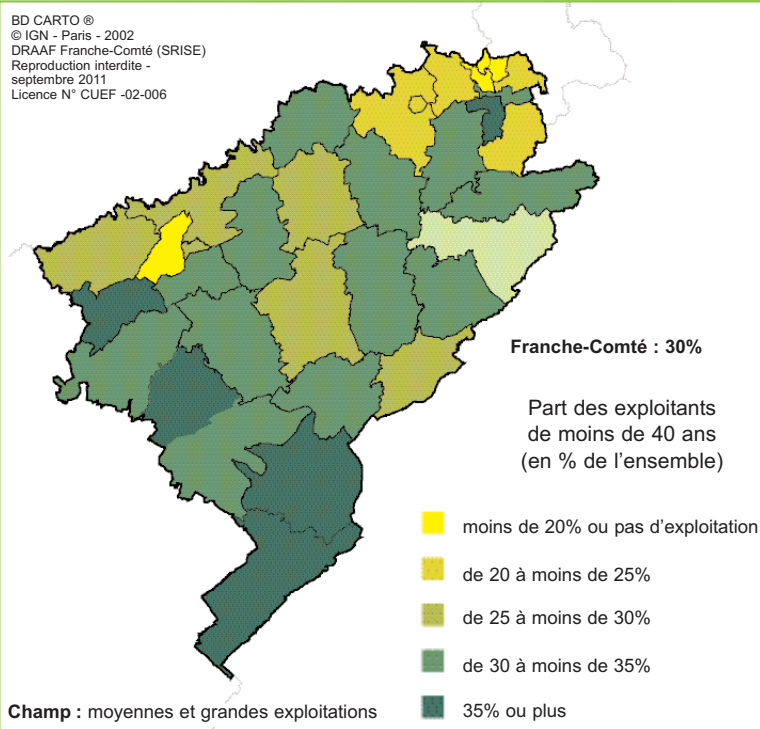 BD CARTO ®
© IGN - Paris - 2002
DRAAF Franche-Comté (SRISE)
Reproduction interdite -
septembre 2011
Licence N° CUEF -02-006
Franche-Comté : 30%
Part des exploitants
de moins de 40 ans
(en % de l’ensemble)
moins de 20% ou pas d’exploitation
de 20 à moins de 25%
de 25 à moins de 30%
de 30 à moins de 35%
35% ou plus
Champ : moyennes et grandes exploitations